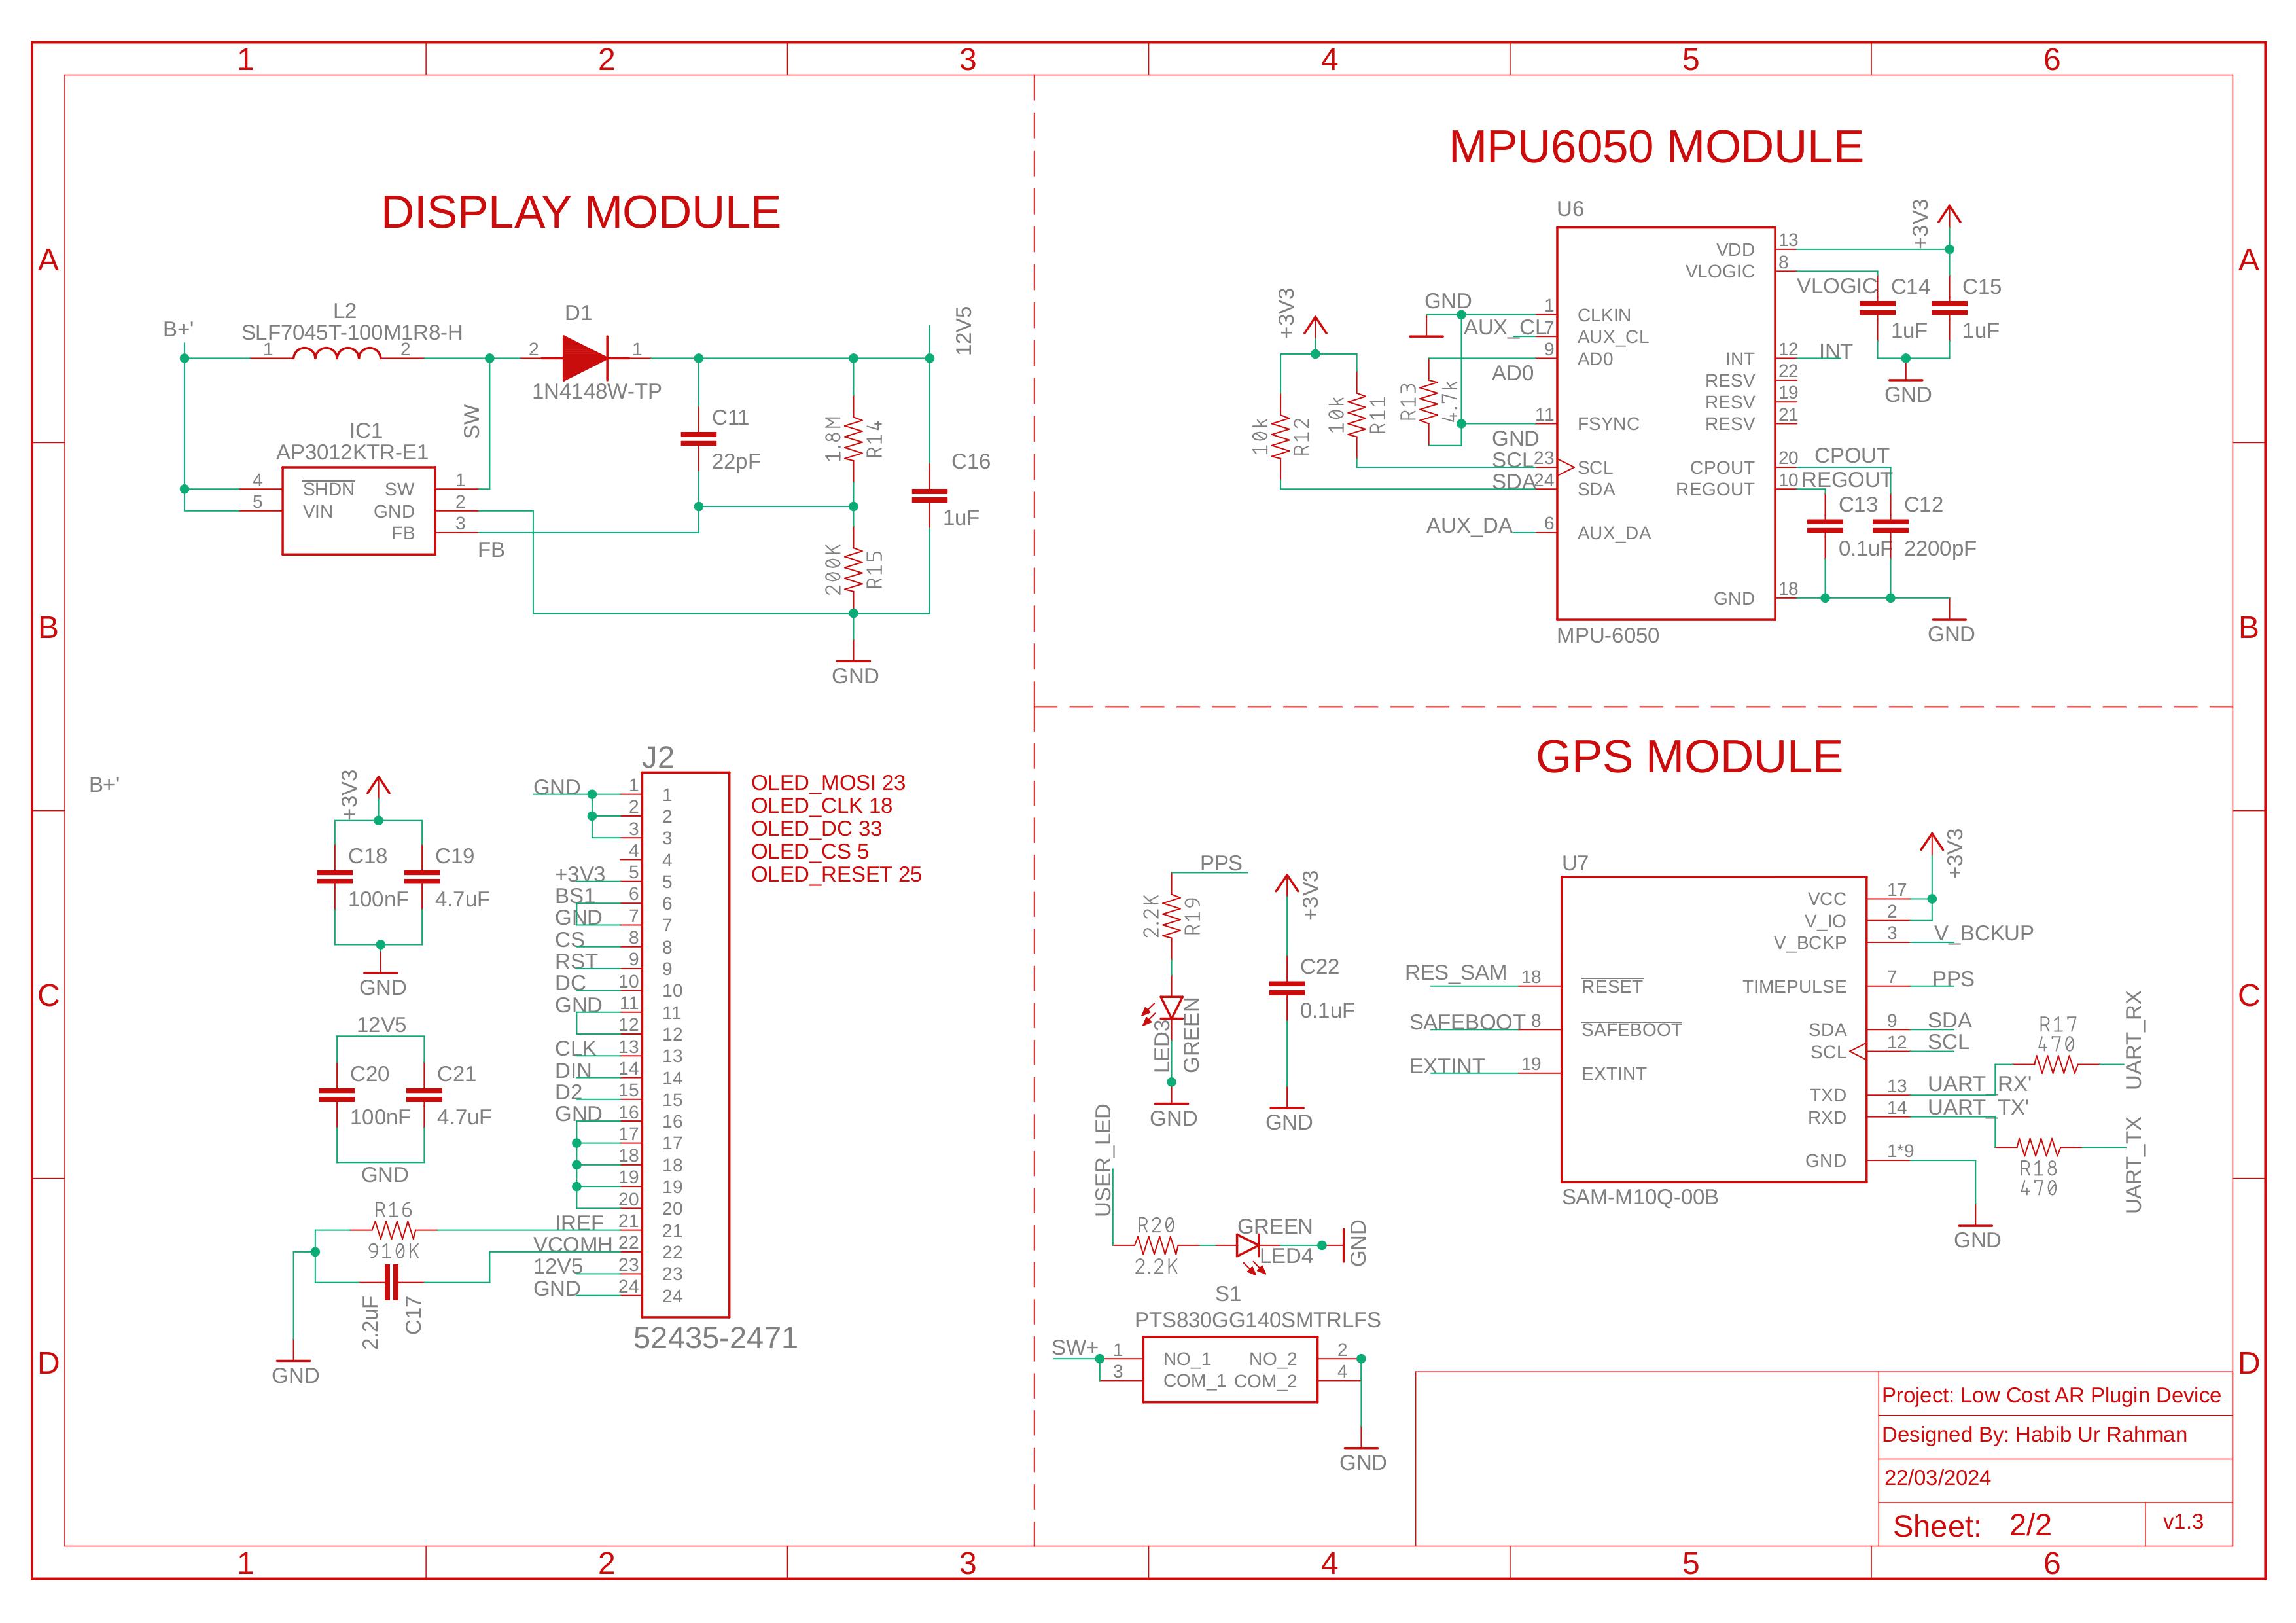 1 2 3 4 5 6
A
B
C
D
DISPLAY MODULE
B+'
L2
SLF7045T-100M1R8-H
1 2
D1
2 1
1N4148W-TP
12V5
SW
IC1
AP3012KTR-E1
4 SHDN SW 1
5 VIN GND 2
FB 3
FB
C11
22pF
1.8M
R14
200K
R15
C16
1uF
GND
B+'
+3V3
C18
100nF
C19
4.7uF
GND
12V5
C20
100nF
C21
4.7uF
GND
R16
910K
2.2uF
C17
GND
J2
GND 1 1
2 2
3 3
4 4
+3V3 5 5
BS1 6 6
GND 7 7
CS 8 8
RST 9 9
DC 10 10
GND 11 11
12 12
CLK 13 13
DIN 14 14
D2 15 15
GND 16 16
17 17
18 18
19 19
20 20
IREF 21 21
VCOMH 22 22
12V5 23 23
GND 24 24
52435-2471
OLED_MOSI 23
OLED_CLK 18
OLED_DC 33
OLED_CS 5
OLED_RESET 25
MPU6050 MODULE
U6
+3V3
10k
R12
10k
R11
R13
4.7k
GND
1 CLKIN
AUX_CL 7 AUX_CL
9 AD0
AD0
11 FSYNC
GND
SCL 23 SCL
SDA 24 SDA
AUX_DA 6 AUX_DA
VDD 13
VLOGIC 8
VLOGIC
INT 12 INT
RESV 22
RESV 19
RESV 21
CPOUT 20 CPOUT
REGOUT 10 REGOUT
GND 18
MPU-6050
+3V3
C14
1uF
C15
1uF
GND
C13
0.1uF
C12
2200pF
GND
GPS MODULE
PPS
2.2K
R19
LED3
GREEN
GND
+3V3
C22
0.1uF
GND
U7
RES_SAM 18 RESET
SAFEBOOT 8 SAFEBOOT
EXTINT 19 EXTINT
VCC 17
V_IO 2
V_BCKP 3 V_BCKUP
TIMEPULSE 7 PPS
SDA 9 SDA
SCL 12 SCL
TXD 13 UART_RX'
RXD 14 UART_TX'
GND 1*9
SAM-M10Q-00B
+3V3
R17
470
UART_RX
R18
470
UART_TX
GND
USER_LED
R20
2.2K
GREEN
LED4
GND
S1
PTS830GG140SMTRLFS
SW+ 1 NO_1 NO_2 2
3 COM_1 COM_2 4
GND
Project: Low Cost AR Plugin Device
Designed By: Habib Ur Rahman
22/03/2024
Sheet: 2/2 v1.3
A
B
C
D
1 2 3 4 5 6